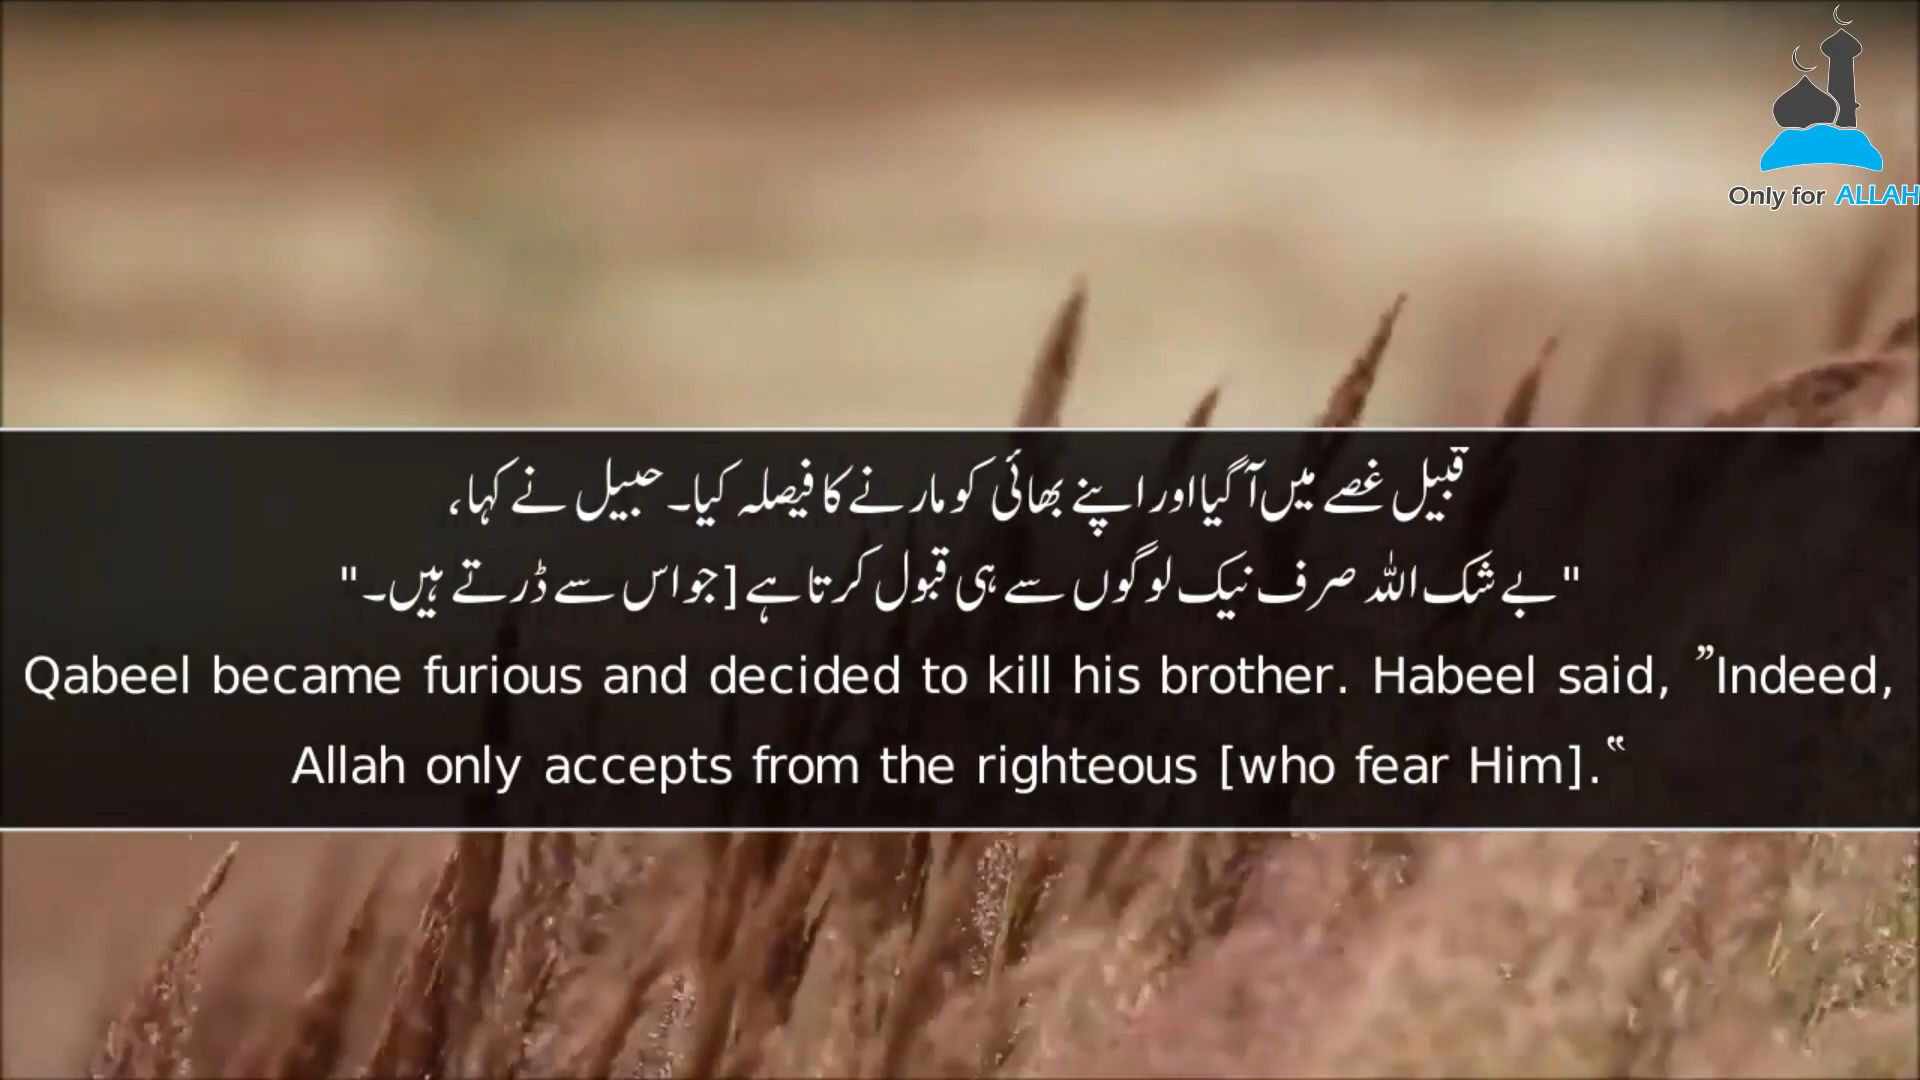 Only for ALLAH
قبیل غصے میں آ گیا اور اپنے بھائی کو مارنے کا فیصلہ کیا۔ حبیل نے کہا،
"بے شک اللہ صرف نیک لوگوں سے ہی قبول کرتا ہے [جو اس سے ڈرتے ہیں۔"
Qabeel became furious and decided to kill his brother. Habeel said, ”Indeed,
Allah only accepts from the righteous [who fear Him].“